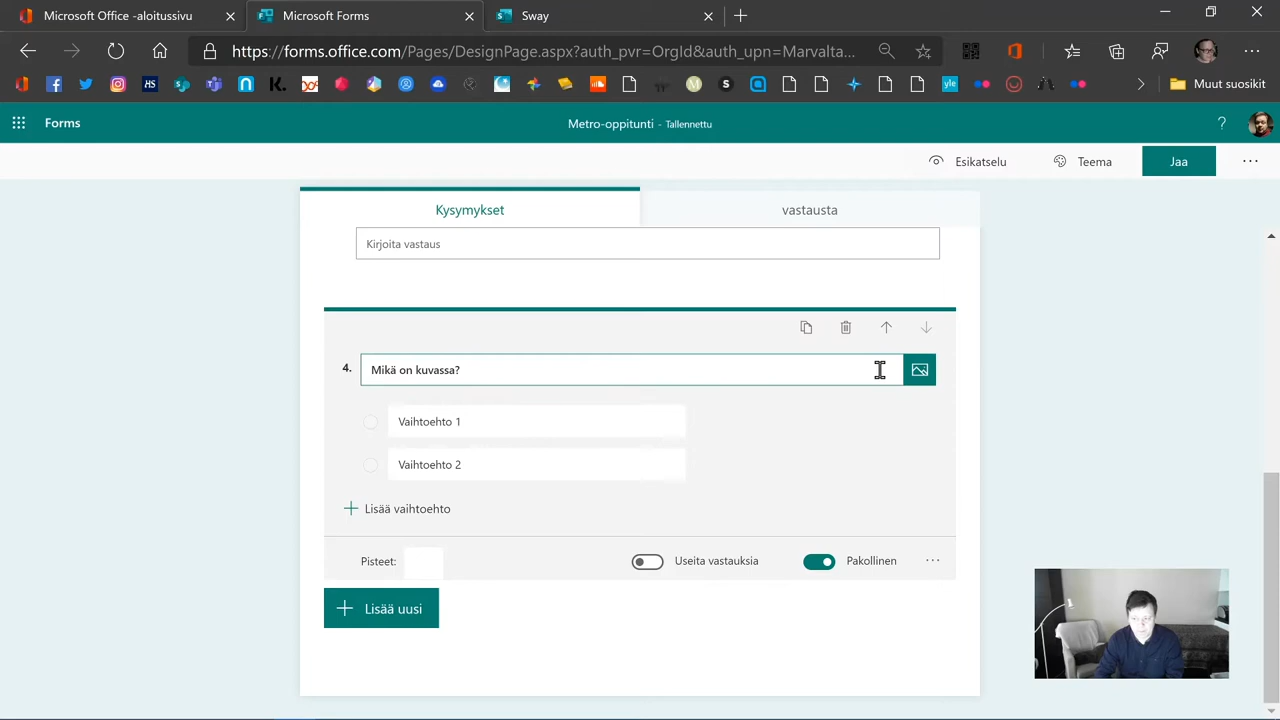 Microsoft Office -aloitussivu
Microsoft Forms
Sway
https://forms.office.com/Pages/DesignPage.aspx?auth_pvr=OrgId&auth_upn=Marvalta...
Muut suosikit
Forms
Metro-oppitunti - Tallennettu
?
Esikatselu
Teema
Jaa
Kysymykset
vastausta
Kirjoita vastaus
4.
Mikä on kuvassa?
Vaihtoehto 1
Vaihtoehto 2
Lisää vaihtoehto
Pisteet:
Useita vastauksia
Pakollinen
Lisää uusi